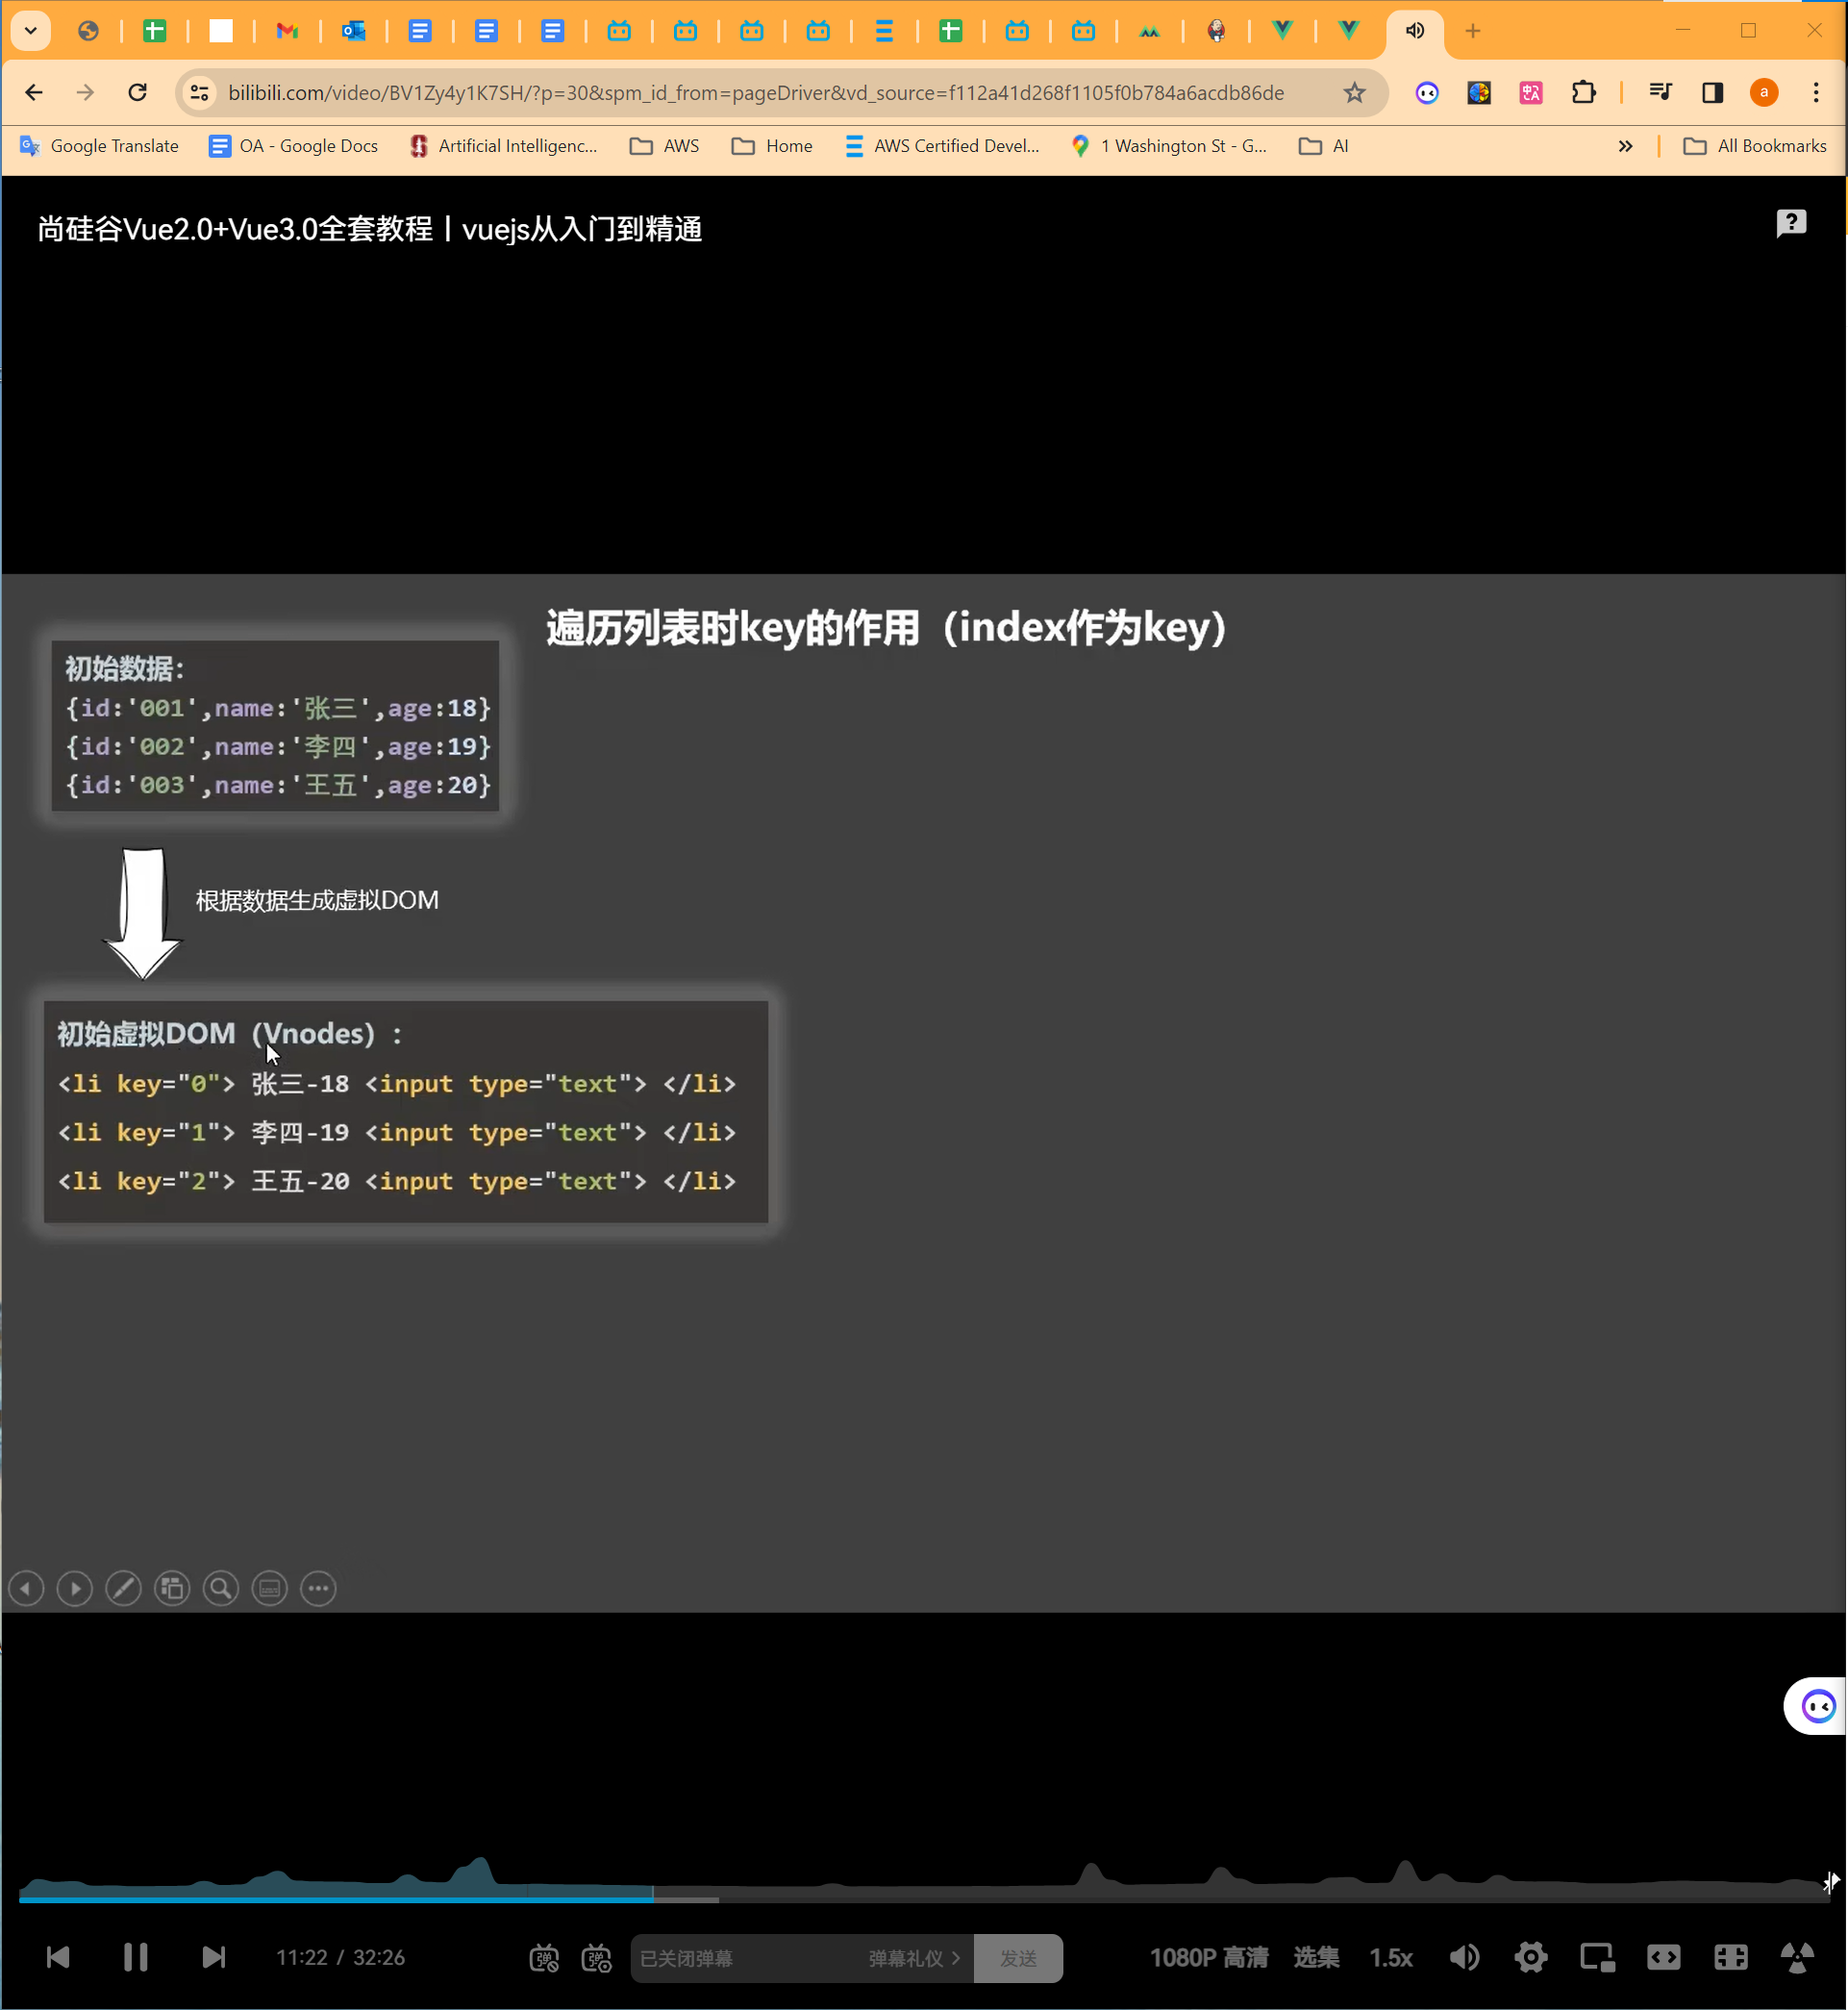 bilibili.com/video/BV1Zy4y1K7SH/?p=30&spm_id_from=pageDriver&vd_source=f112a41d268f1105f0b784a6acdb86de
a
Google Translate
OA - Google Docs
Artificial Intelligenc...
AWS
Home
AWS Certified Devel...
1 Washington St - G...
AI
All Bookmarks
尚硅谷Vue2.0+Vue3.0全套教程丨vuejs从入门到精通
遍历列表时key的作用（index作为key）
初始数据：
{id:'001',name:'张三',age:18}
{id:'002',name:'李四',age:19}
{id:'003',name:'王五',age:20}
根据数据生成虚拟DOM
初始虚拟DOM（Vnodes）：
<li key="0"> 张三-18 <input type="text"> </li>
<li key="1"> 李四-19 <input type="text"> </li>
<li key="2"> 王五-20 <input type="text"> </li>
11:22 / 32:26
弹
弹
已关闭弹幕
弹幕礼仪 >
发送
1080P 高清
选集
1.5x